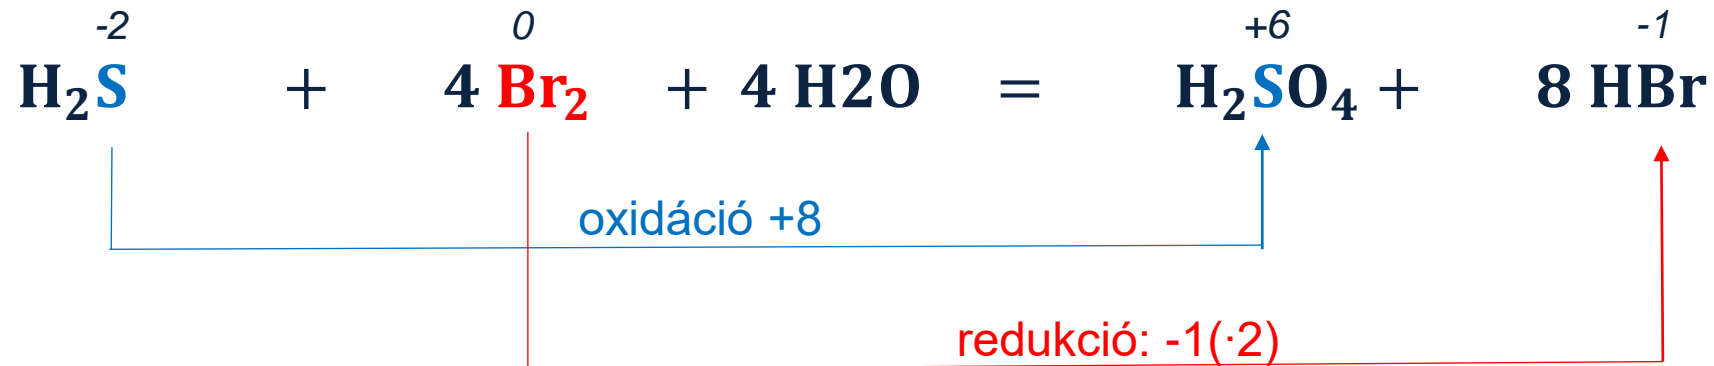 -2 0 +6 -1
H₂S + 4 Br₂ + 4 H2O = H₂SO₄ + 8 HBr
oxidáció +8
redukció: -1(·2)